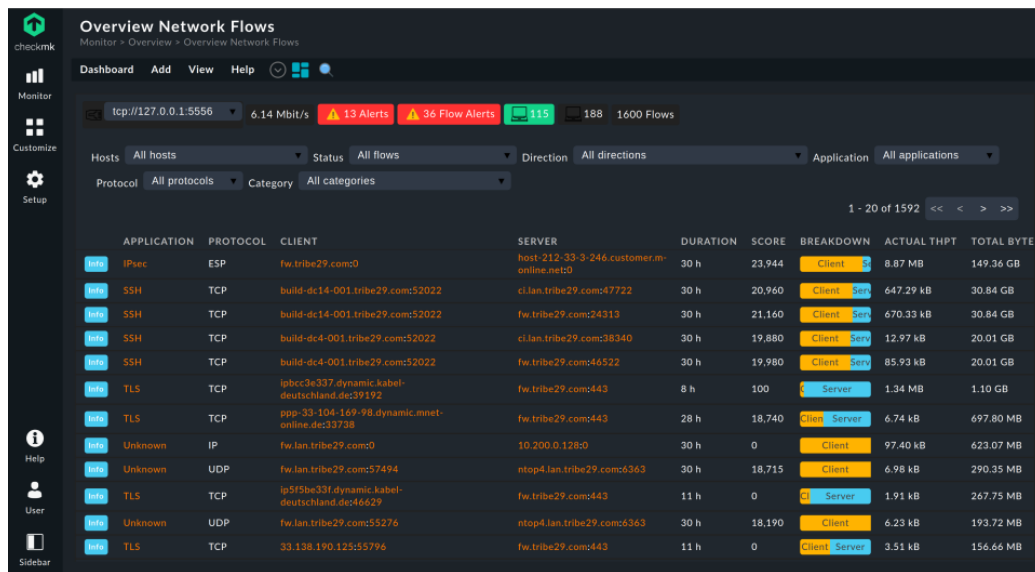 Overview Network Flows
checkmk
Monitor > Overview > Overview Network Flows
Dashboard Add View Help
Monitor
tcp://127.0.0.1:5556 6.14 Mbit/s 13 Alerts 36 Flow Alerts 115 188 1600 Flows
Customize
Hosts All hosts Status All flows Direction All directions Application All applications
Protocol All protocols Category All categories
Setup
1 - 20 of 1592 << < > >>
APPLICATION PROTOCOL CLIENT SERVER DURATION SCORE BREAKDOWN ACTUAL THPT TOTAL BYTE
Info IPsec ESP fw.tribe29.com:0 host-212-33-3-246.customer.m-online.net:0 30 h 23,944 Client Se 8.87 MB 149.36 GB
Info SSH TCP build-dc14-001.tribe29.com:52022 ci.lan.tribe29.com:47722 30 h 20,960 Client Serv 647.29 kB 30.84 GB
Info SSH TCP build-dc14-001.tribe29.com:52022 fw.tribe29.com:24313 30 h 21,160 Client Serv 670.33 kB 30.84 GB
Info SSH TCP build-dc4-001.tribe29.com:52022 ci.lan.tribe29.com:38340 30 h 19,880 Client Serv 12.97 kB 20.01 GB
Info SSH TCP build-dc4-001.tribe29.com:52022 fw.tribe29.com:46522 30 h 19,980 Client Serv 85.93 kB 20.01 GB
Info TLS TCP ipbcc3e337.dynamic.kabel-deutschland.de:39192 fw.tribe29.com:443 8 h 100 C Server 1.34 MB 1.10 GB
Info TLS TCP ppp-33-104-169-98.dynamic.mnet-online.de:33738 fw.tribe29.com:443 28 h 18,740 Clien Server 6.74 kB 697.80 MB
Info Unknown IP fw.lan.tribe29.com:0 10.200.0.128:0 30 h 0 Client 97.40 kB 623.07 MB
Info Unknown UDP fw.lan.tribe29.com:57494 ntop4.lan.tribe29.com:6363 30 h 18,715 Client 6.98 kB 290.35 MB
Info TLS TCP ip5f5be33f.dynamic.kabel-deutschland.de:46629 fw.tribe29.com:443 11 h 0 Cl Server 1.91 kB 267.75 MB
Info Unknown UDP fw.lan.tribe29.com:55276 ntop4.lan.tribe29.com:6363 30 h 18,190 Client 6.23 kB 193.72 MB
Info TLS TCP 33.138.190.125:55796 fw.tribe29.com:443 11 h 0 Client Server 3.51 kB 156.66 MB
Help
User
Sidebar